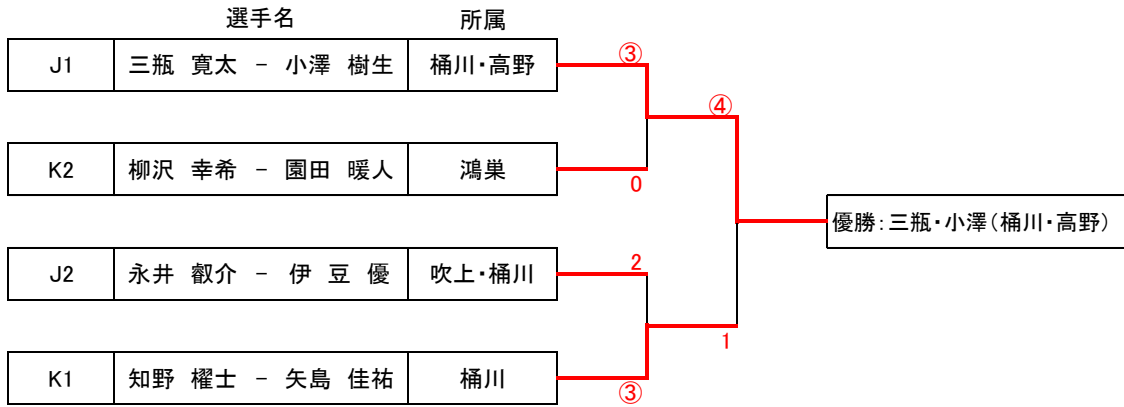 選手名 所属
J1 三瓶 寛太 − 小澤 樹生 桶川・高野
③
④
K2 柳沢 幸希 − 園田 暖人 鴻巣
0
優勝：三瓶・小澤（桶川・高野）
J2 永井 叡介 − 伊 豆 優 吹上・桶川
2
1
K1 知野 櫂士 − 矢島 佳祐 桶川
③